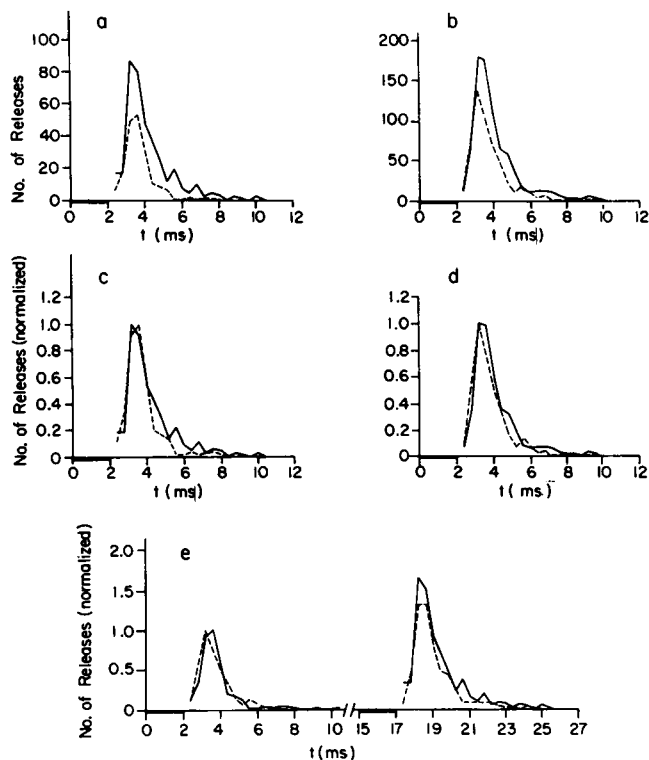 a
b
No. of Releases
100
80
60
40
20
0
0 2 4 6 8 10 12
t (ms)
200
150
100
50
0
0 2 4 6 8 10 12
t (ms)
c
d
No. of Releases (normalized)
1.2
1.0
0.8
0.6
0.4
0.2
0
0 2 4 6 8 10 12
t (ms)
1.2
1.0
0.8
0.6
0.4
0.2
0
0 2 4 6 8 10 12
t (ms)
e
No. of Releases (normalized)
2.0
1.5
1.0
0.5
0
0 2 4 6 8 10 15 17 19 21 23 25 27
t (ms)